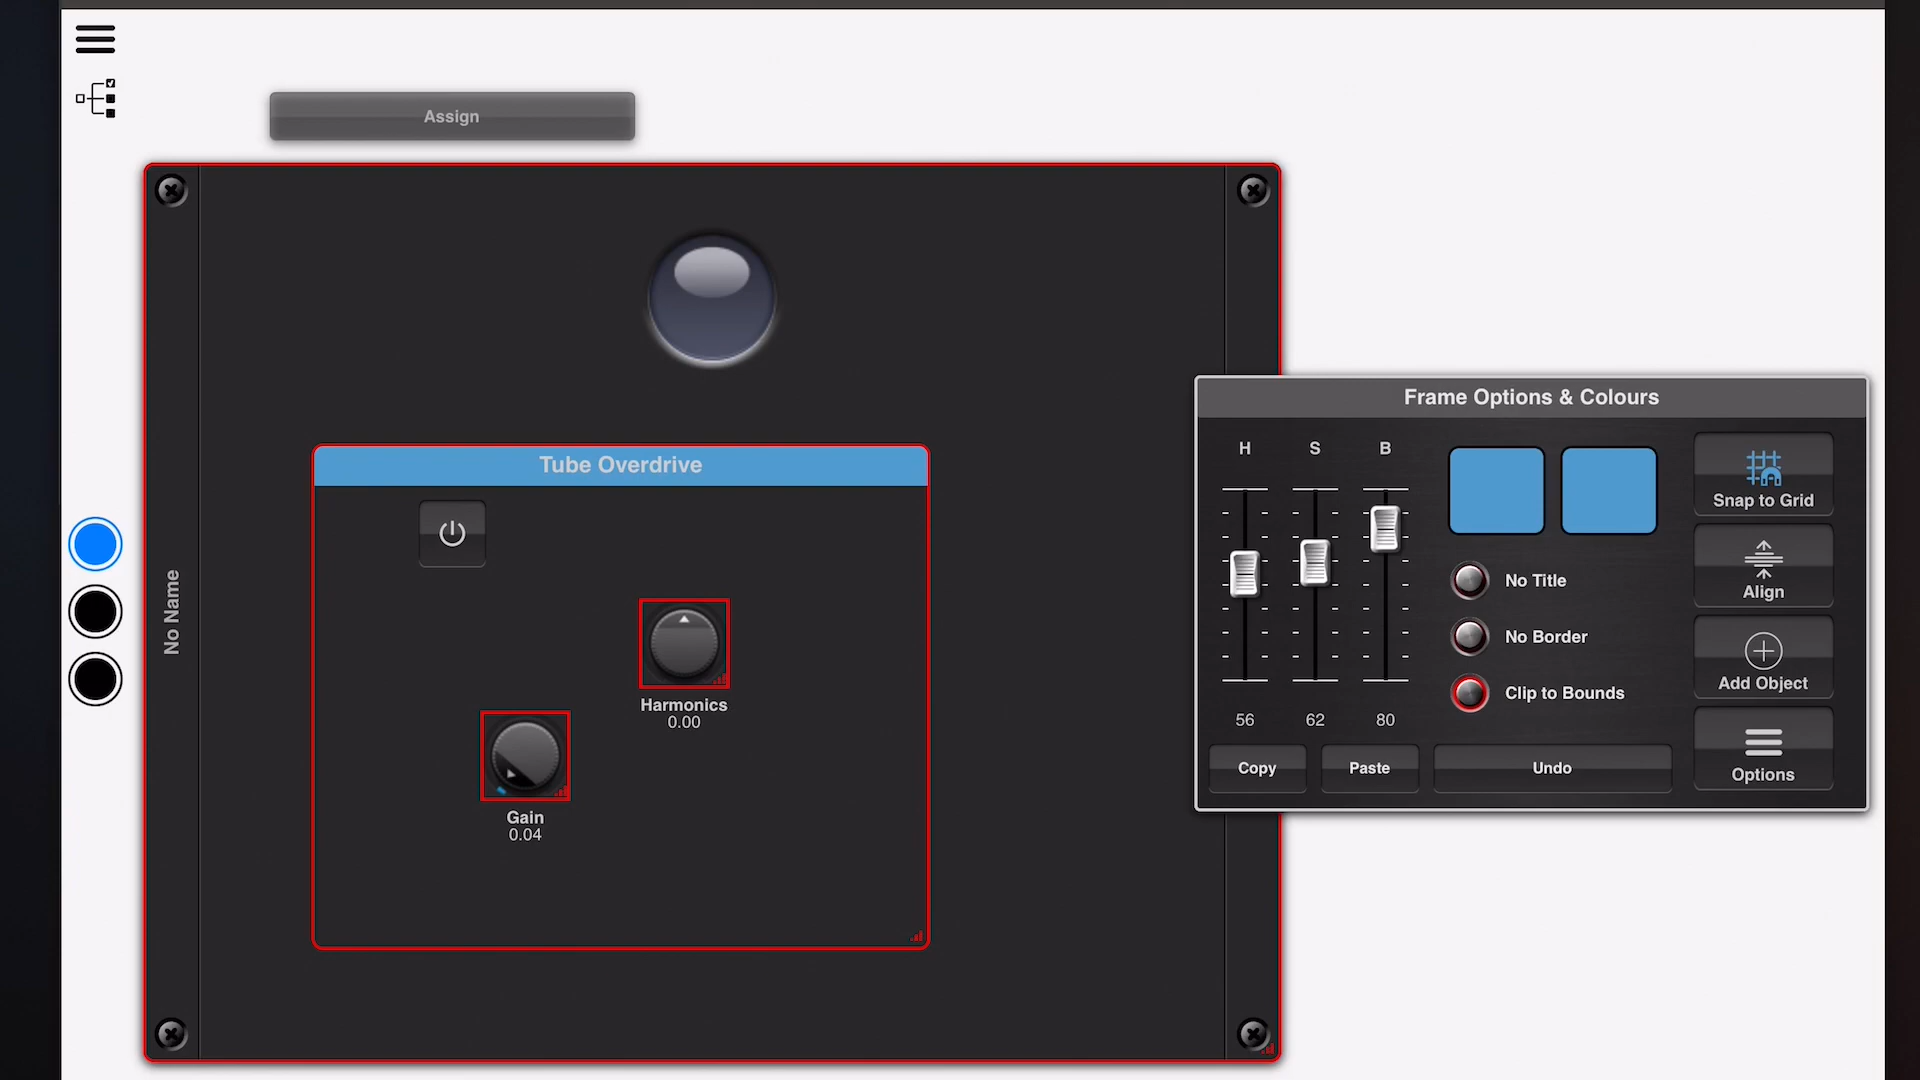 Assign
No Name
Tube Overdrive
Harmonics
0.00
Gain
0.04
Frame Options & Colours
H S B
56 62 80
No Title
No Border
Clip to Bounds
Copy
Paste
Undo
Snap to Grid
Align
Add Object
Options